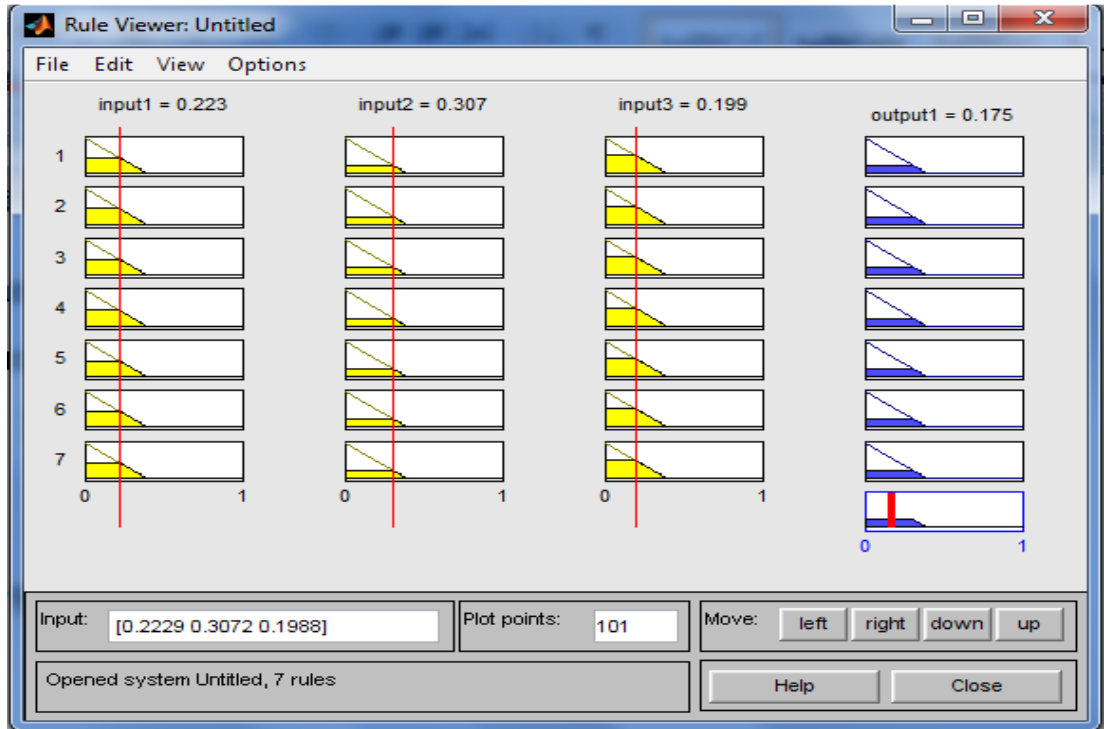 Rule Viewer: Untitled
File Edit View Options
input1 = 0.223 input2 = 0.307 input3 = 0.199 output1 = 0.175
1
2
3
4
5
6
7
0 1 0 1 0 1
0 1
Input: [0.2229 0.3072 0.1988] Plot points: 101 Move: left right down up
Opened system Untitled, 7 rules Help Close